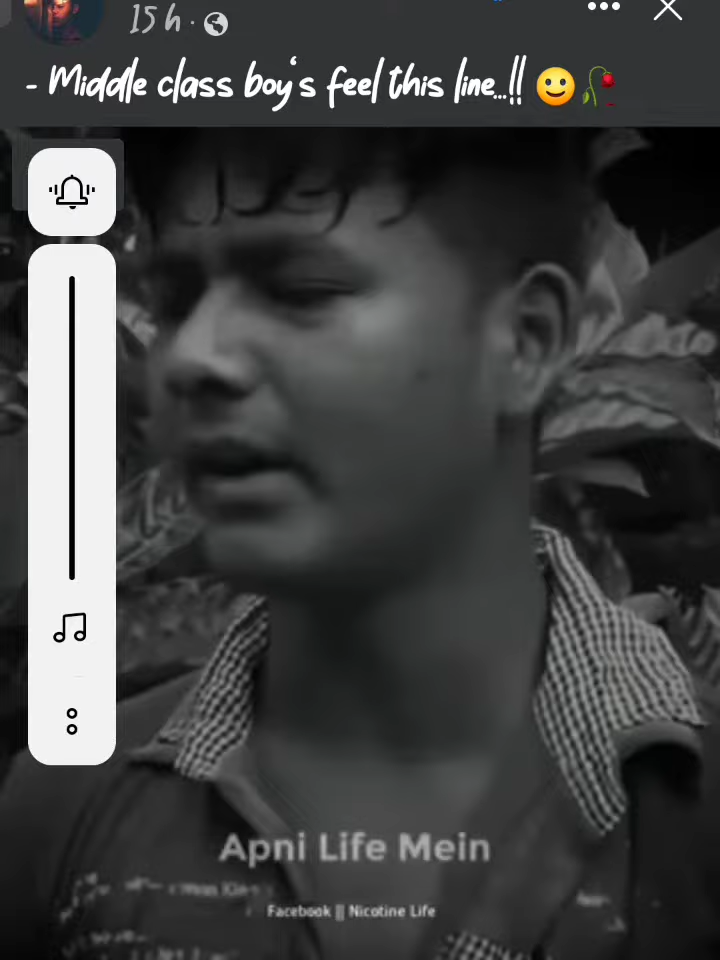 15 h ·
- Middle class boy's feel this line...!! 🙂🥀
Apni Life Mein
Facebook || Nicotine Life